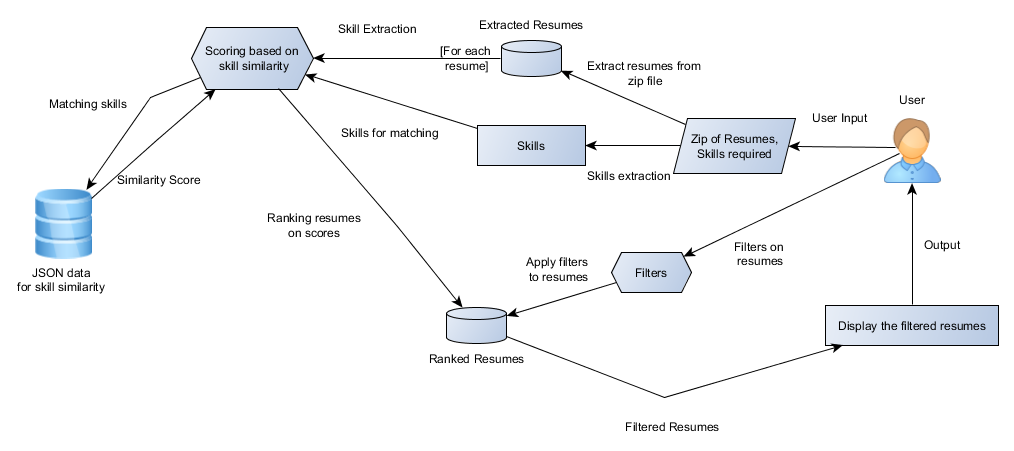 Extracted Resumes
Skill Extraction
Scoring based on
skill similarity
[For each
resume]
Extract resumes from
zip file
User
Matching skills
User Input
Skills for matching
Skills
Zip of Resumes,
Skills required
Skills extraction
Similarity Score
Ranking resumes
on scores
Filters on
resumes
Output
Apply filters
to resumes
Filters
JSON data
for skill similarity
Display the filtered resumes
Ranked Resumes
Filtered Resumes